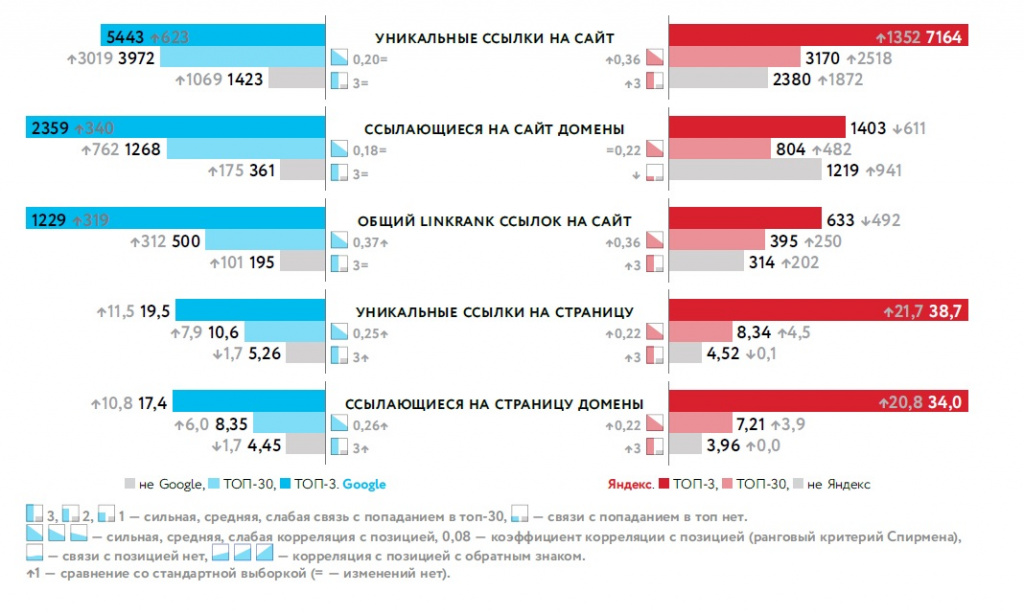 5443 ↑623 УНИКАЛЬНЫЕ ССЫЛКИ НА САЙТ ↑1352 7164
↑3019 3972 0,20= ↑0,36 3170 ↑2518
↑1069 1423 3= ↑3 2380 ↑1872
2359 ↑340 ССЫЛАЮЩИЕСЯ НА САЙТ ДОМЕНЫ 1403 ↓611
↑762 1268 0,18= =0,22 804 ↑482
↑175 361 3= ↓ 1219 ↑941
1229 ↑319 ОБЩИЙ LINKRANK ССЫЛОК НА САЙТ 633 ↓492
↑312 500 0,37↑ ↑0,36 395 ↑250
↑101 195 3= ↑3 314 ↑202
↑11,5 19,5 УНИКАЛЬНЫЕ ССЫЛКИ НА СТРАНИЦУ ↑21,7 38,7
↑7,9 10,6 0,25↑ ↑0,22 8,34 ↑4,5
↓1,7 5,26 3↑ ↑3 4,52 ↓0,1
↑10,8 17,4 ССЫЛАЮЩИЕСЯ НА СТРАНИЦУ ДОМЕНЫ ↑20,8 34,0
↑6,0 8,35 0,26↑ ↑0,22 7,21 ↑3,9
↓1,7 4,45 3↑ ↑3 3,96 ↑0,0
не Google, ТОП-30, ТОП-3. Google Яндекс. ТОП-3, ТОП-30, не Яндекс
3, 2, 1 — сильная, средняя, слабая связь с попаданием в топ-30, — связи с попаданием в топ нет.
— сильная, средняя, слабая корреляция с позицией, 0,08 — коэффициент корреляции с позицией (ранговый критерий Спирмена),
— связи с позицией нет, — корреляция с позицией с обратным знаком.
↑1 — сравнение со стандартной выборкой (= — изменений нет).